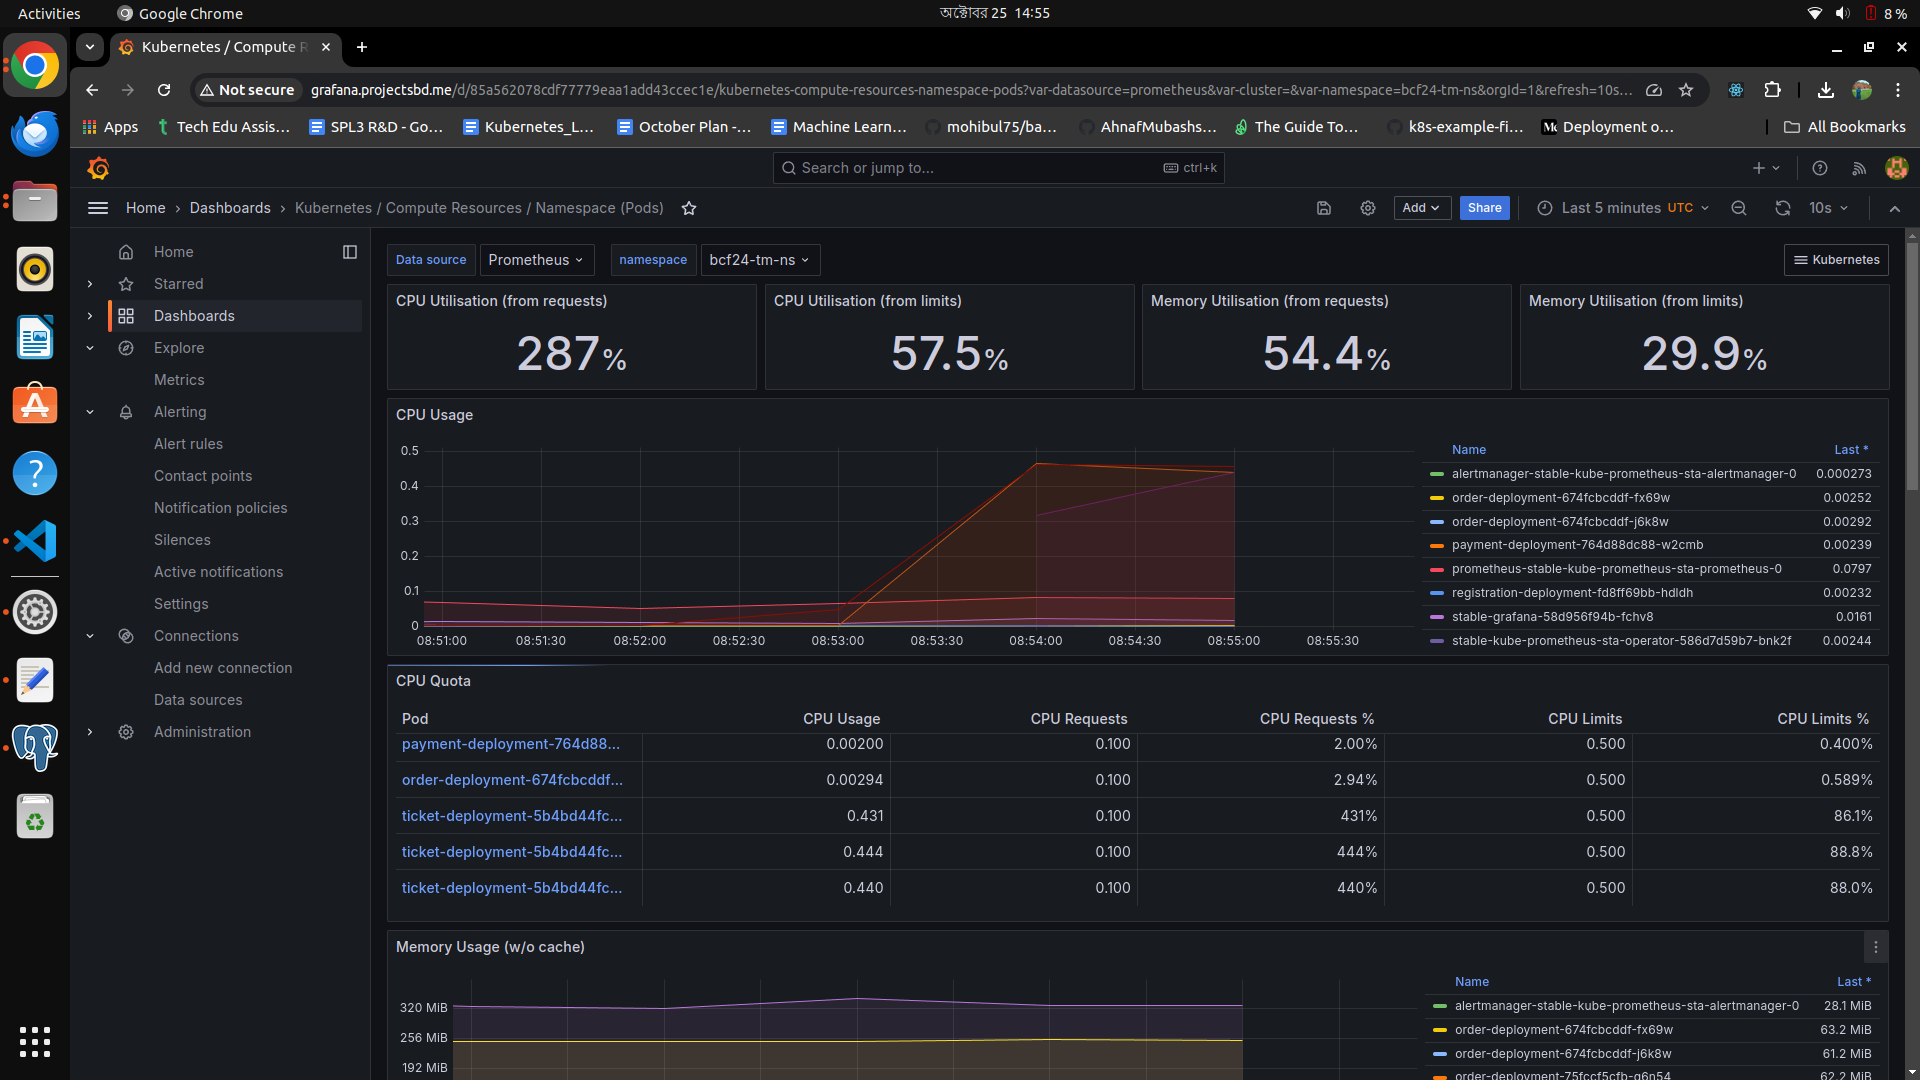 Activities Google Chrome অক্টোবর 25 14:55 8 %
Kubernetes / Compute R
Not secure grafana.projectsbd.me/d/85a562078cdf77779eaa1add43ccec1e/kubernetes-compute-resources-namespace-pods?var-datasource=prometheus&var-cluster=&var-namespace=bcf24-tm-ns&orgId=1&refresh=10s...
Apps Tech Edu Assis... SPL3 R&D - Go... Kubernetes_L... October Plan -... Machine Learn... mohibul75/ba... AhnafMubashs... The Guide To... k8s-example-fi... Deployment o... All Bookmarks
Search or jump to... ctrl+k
Home › Dashboards › Kubernetes / Compute Resources / Namespace (Pods) Add Share Last 5 minutes UTC 10s
Home
Starred
Dashboards
Explore
Metrics
Alerting
Alert rules
Contact points
Notification policies
Silences
Active notifications
Settings
Connections
Add new connection
Data sources
Administration
Data source Prometheus namespace bcf24-tm-ns Kubernetes
CPU Utilisation (from requests)
287%
CPU Utilisation (from limits)
57.5%
Memory Utilisation (from requests)
54.4%
Memory Utilisation (from limits)
29.9%
CPU Usage
0.5
0.4
0.3
0.2
0.1
0
08:51:00 08:51:30 08:52:00 08:52:30 08:53:00 08:53:30 08:54:00 08:54:30 08:55:00 08:55:30
Name Last *
alertmanager-stable-kube-prometheus-sta-alertmanager-0 0.000273
order-deployment-674fcbcddf-fx69w 0.00252
order-deployment-674fcbcddf-j6k8w 0.00292
payment-deployment-764d88dc88-w2cmb 0.00239
prometheus-stable-kube-prometheus-sta-prometheus-0 0.0797
registration-deployment-fd8ff69bb-hdldh 0.00232
stable-grafana-58d956f94b-fchv8 0.0161
stable-kube-prometheus-sta-operator-586d7d59b7-bnk2f 0.00244
CPU Quota
Pod CPU Usage CPU Requests CPU Requests % CPU Limits CPU Limits %
payment-deployment-764d88... 0.00200 0.100 2.00% 0.500 0.400%
order-deployment-674fcbcddf... 0.00294 0.100 2.94% 0.500 0.589%
ticket-deployment-5b4bd44fc... 0.431 0.100 431% 0.500 86.1%
ticket-deployment-5b4bd44fc... 0.444 0.100 444% 0.500 88.8%
ticket-deployment-5b4bd44fc... 0.440 0.100 440% 0.500 88.0%
Memory Usage (w/o cache)
320 MiB
256 MiB
192 MiB
Name Last *
alertmanager-stable-kube-prometheus-sta-alertmanager-0 28.1 MiB
order-deployment-674fcbcddf-fx69w 63.2 MiB
order-deployment-674fcbcddf-j6k8w 61.2 MiB
order-deployment-75fccf5cfb-g6n54 62.2 MiB